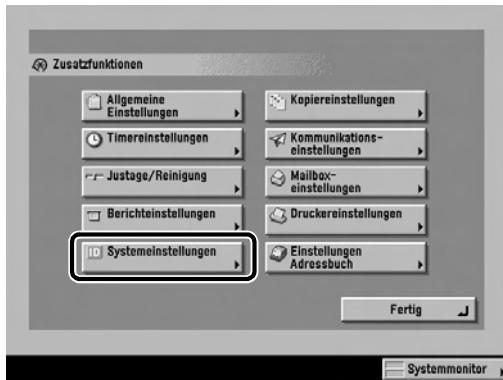 Zusatzfunktionen
Allgemeine
Einstellungen
Kopiereinstellungen
Timereinstellungen
Kommunikations-
einstellungen
Justage/Reinigung
Mailbox-
einstellungen
Berichteinstellungen
Druckereinstellungen
Systemeinstellungen
Einstellungen
Adressbuch
Fertig
Systemmonitor